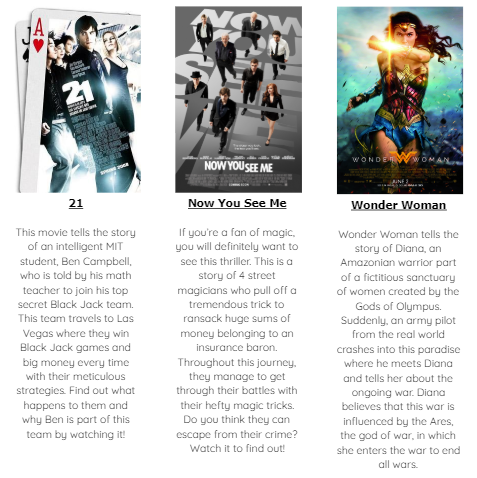 A
21
21
This movie tells the story
of an intelligent MIT
student, Ben Campbell,
who is told by his math
teacher to join his top
secret Black Jack team.
This team travels to Las
Vegas where they win
Black Jack games and
big money every time
with their meticulous
strategies. Find out what
happens to them and
why Ben is part of this
team by watching it!
NOW
YOU
SEE
ME
NOW YOU SEE ME
Now You See Me
If you're a fan of magic,
you will definitely want to
see this thriller. This is a
story of 4 street
magicians who pull off a
tremendous trick to
ransack huge sums of
money belonging to an
insurance baron.
Throughout this journey,
they manage to get
through their battles with
their hefty magic tricks.
Do you think they can
escape from their crime?
Watch it to find out!
WONDER WOMAN
JUNE 2
Wonder Woman
Wonder Woman tells the
story of Diana, an
Amazonian warrior part
of a fictitious sanctuary
of women created by the
Gods of Olympus.
Suddenly, an army pilot
from the real world
crashes into this paradise
where he meets Diana
and tells her about the
ongoing war. Diana
believes that this war is
influenced by the Ares,
the god of war, in which
she enters the war to end
all wars.